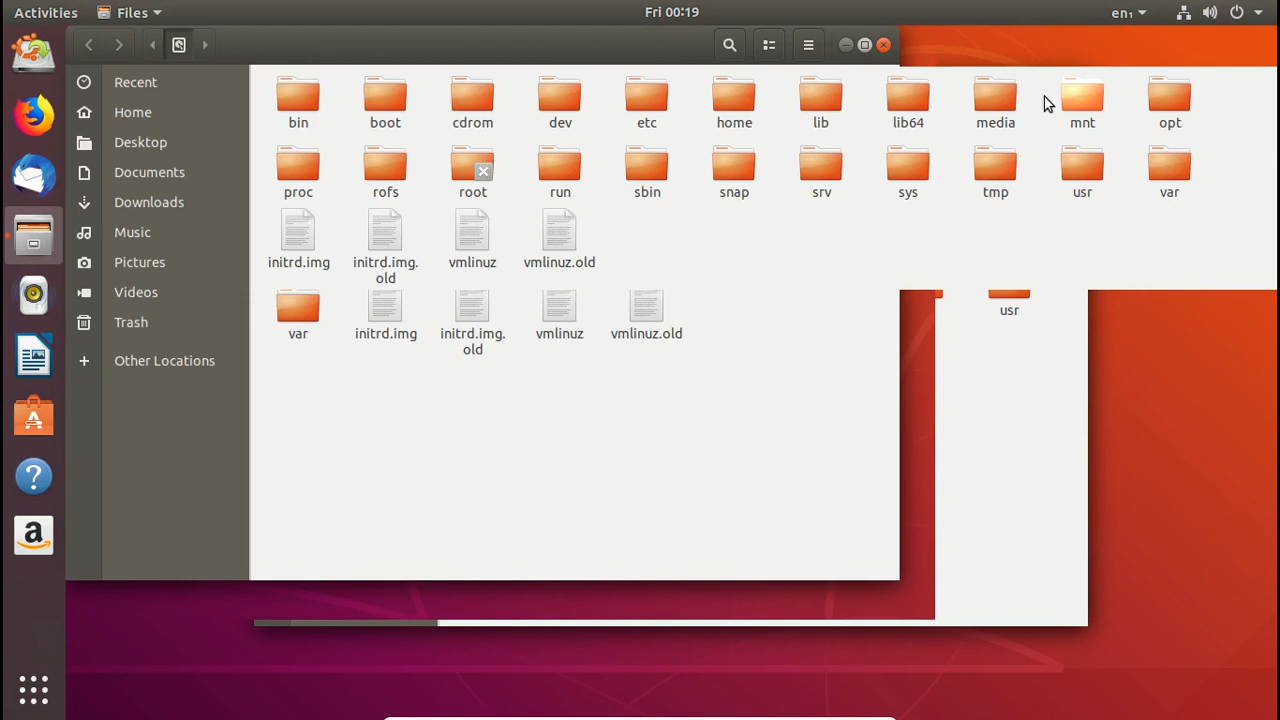 Activities Files Fri 00:19 en₁
Recent
Home
Desktop
Documents
Downloads
Music
Pictures
Videos
Trash
Other Locations
bin boot cdrom dev etc home lib lib64 media mnt opt
proc rofs root run sbin snap srv sys tmp usr var
initrd.img initrd.img.old vmlinuz vmlinuz.old
usr
var initrd.img initrd.img.old vmlinuz vmlinuz.old